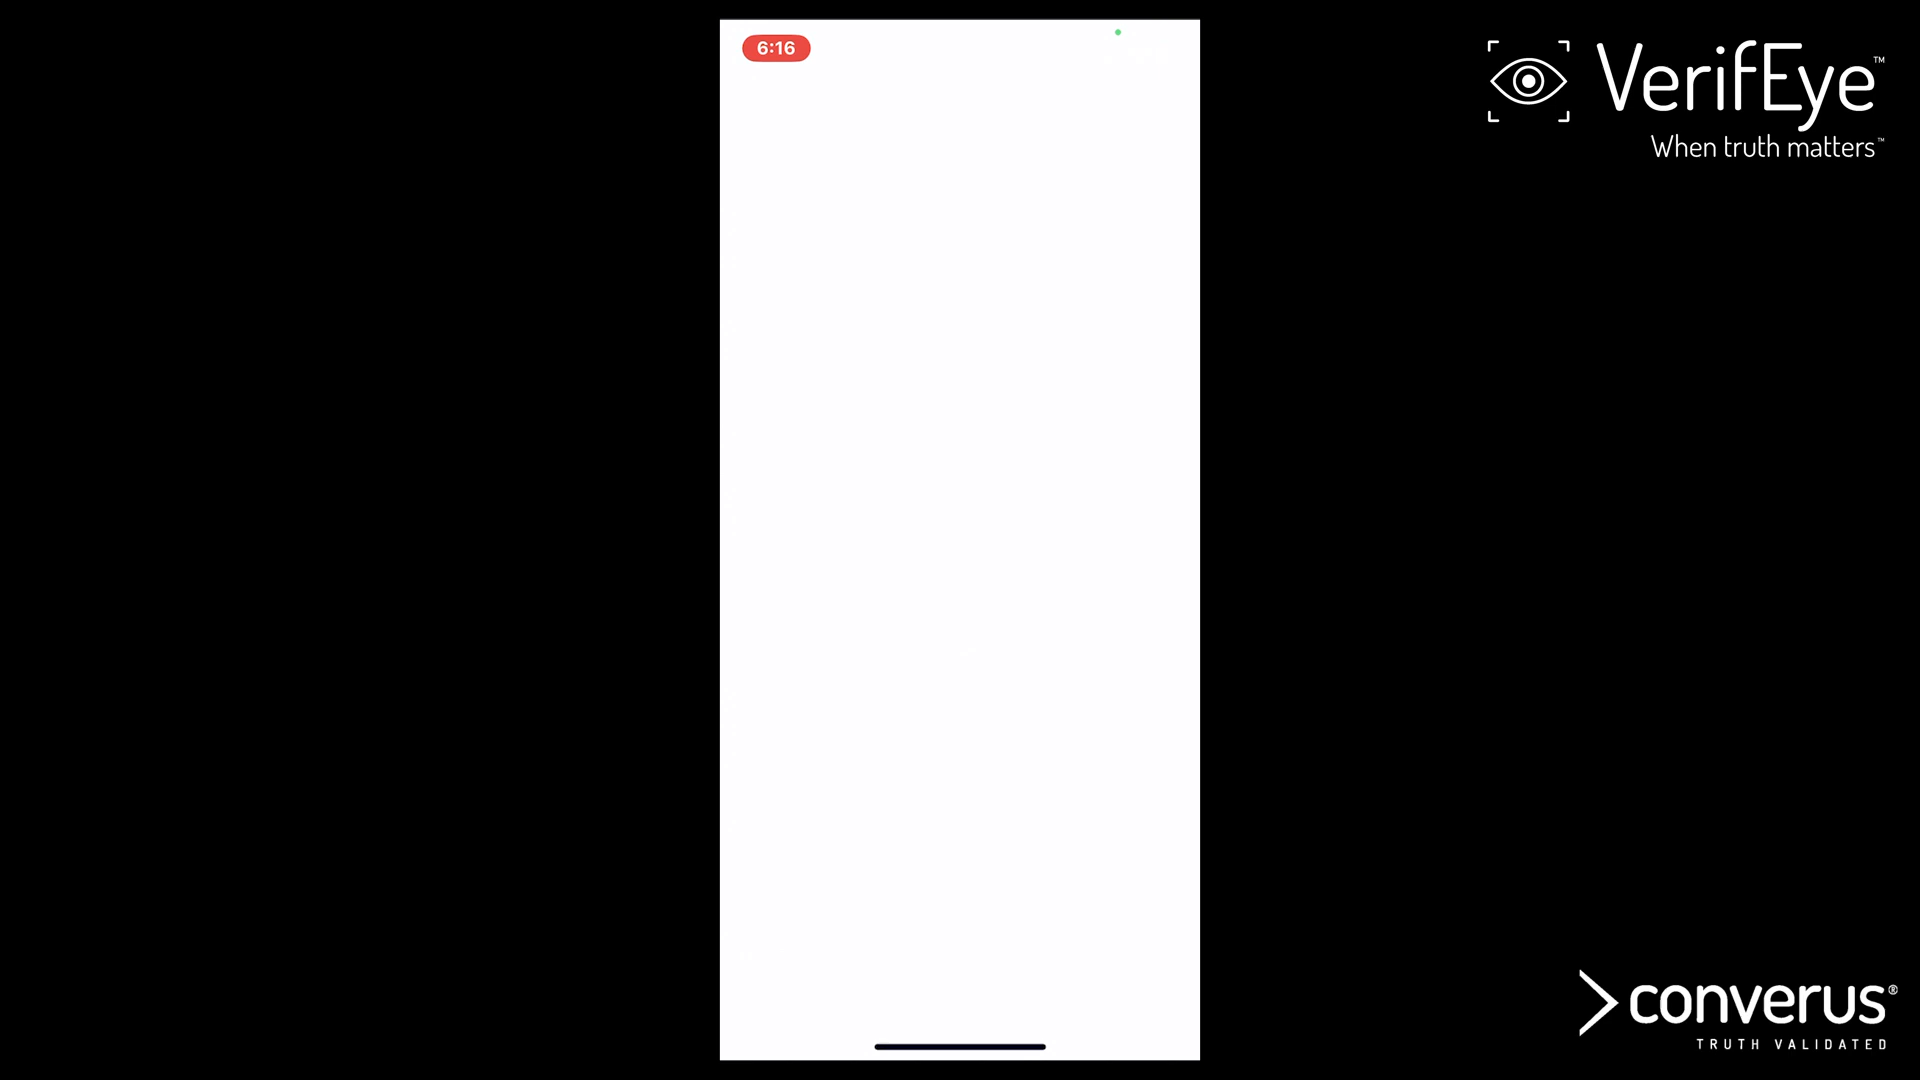 6:16
VerifEye™
When truth matters™
converus®
TRUTH VALIDATED